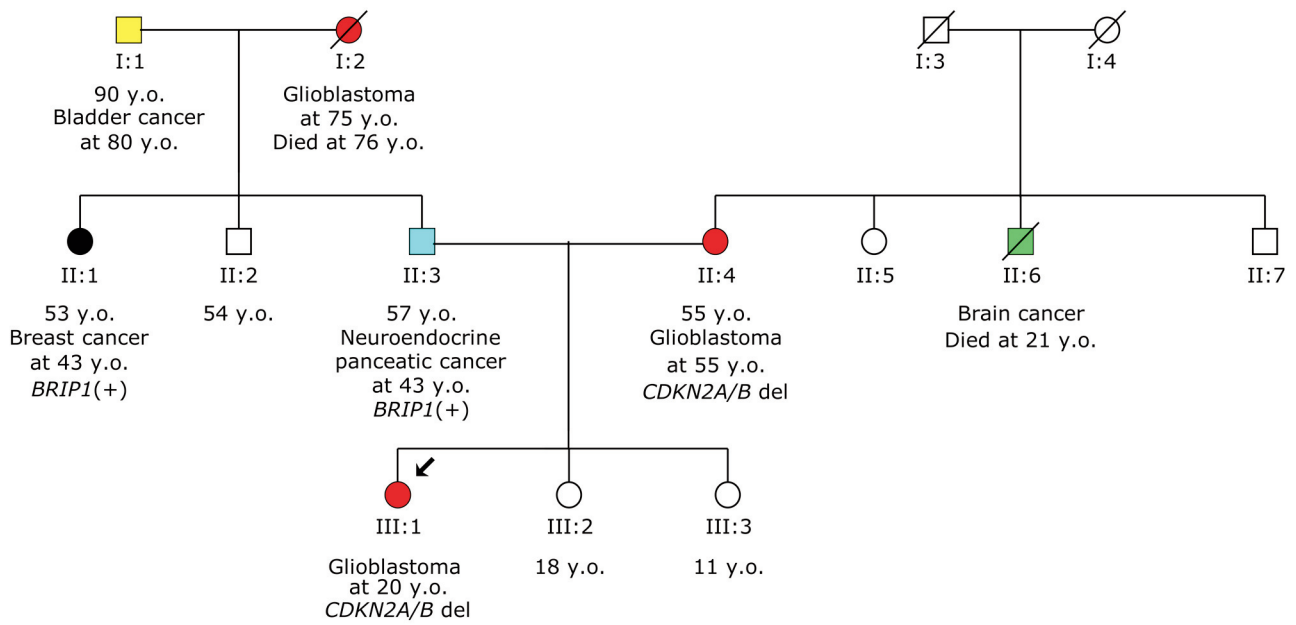 I:1
I:2
I:3
I:4
90 y.o.
Bladder cancer
at 80 y.o.
Glioblastoma
at 75 y.o.
Died at 76 y.o.
II:1
II:2
II:3
II:4
II:5
II:6
II:7
53 y.o.
Breast cancer
at 43 y.o.
BRIP1(+)
54 y.o.
57 y.o.
Neuroendocrine
panceatic cancer
at 43 y.o.
BRIP1(+)
55 y.o.
Glioblastoma
at 55 y.o.
CDKN2A/B del
Brain cancer
Died at 21 y.o.
III:1
III:2
III:3
Glioblastoma
at 20 y.o.
CDKN2A/B del
18 y.o.
11 y.o.